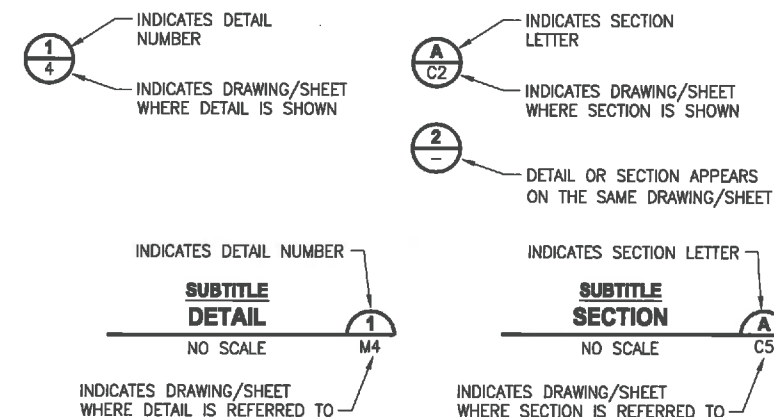 INDICATES DETAIL
NUMBER
1
4
INDICATES DRAWING/SHEET
WHERE DETAIL IS SHOWN
INDICATES SECTION
LETTER
A
C2
INDICATES DRAWING/SHEET
WHERE SECTION IS SHOWN
2
–
DETAIL OR SECTION APPEARS
ON THE SAME DRAWING/SHEET
INDICATES DETAIL NUMBER
SUBTITLE
DETAIL
1
NO SCALE
M4
INDICATES DRAWING/SHEET
WHERE DETAIL IS REFERRED TO
INDICATES SECTION LETTER
SUBTITLE
SECTION
A
NO SCALE
C5
INDICATES DRAWING/SHEET
WHERE SECTION IS REFERRED TO